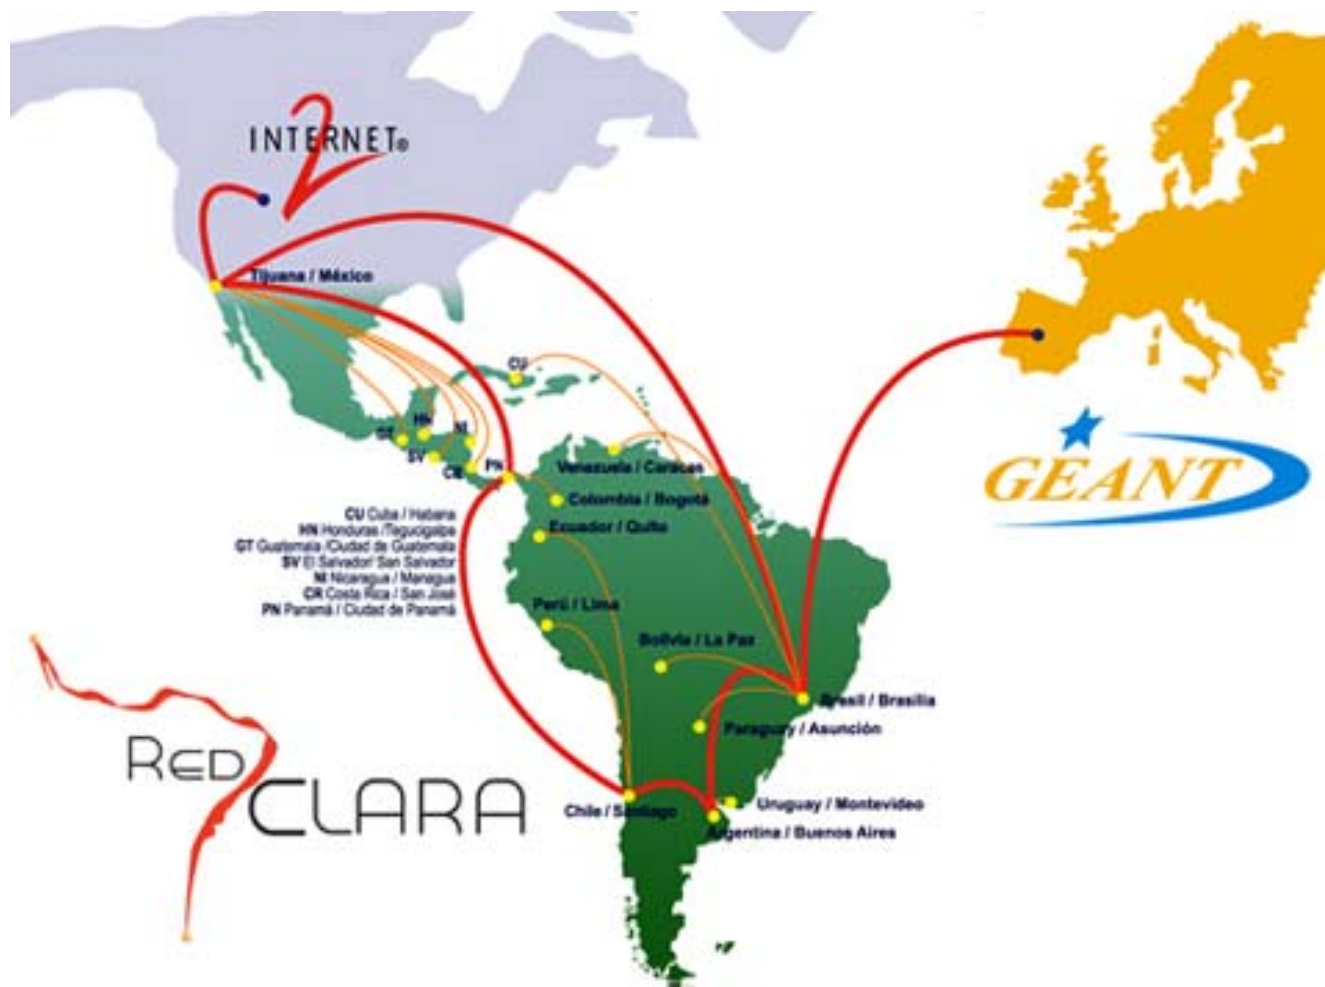 INTERNET®
2
Tijuana / México
CU
HN
GT
NI
SV
CR
PN
Venezuela / Caracas
Colombia / Bogotá
Ecuador / Quito
CU Cuba / Habana
HN Honduras /Tegucigalpa
GT Guatemala /Ciudad de Guatemala
SV El Salvador/ San Salvador
NI Nicaragua / Managua
CR Costa Rica / San José
PN Panamá / Ciudad de Panamá
Perú / Lima
Bolivia / La Paz
Brasil / Brasilia
Paraguay / Asunción
Chile / Santiago
Uruguay / Montevideo
Argentina / Buenos Aires
GEANT
RED
CLARA